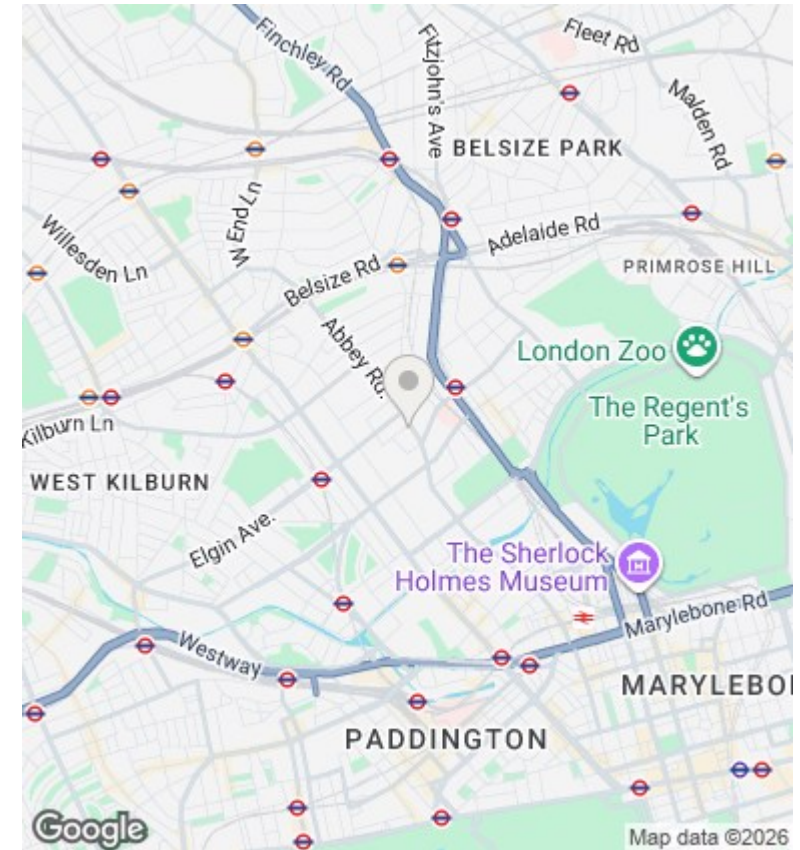 Finchley Rd
Fitzjohn's Ave
Fleet Rd
Malden Rd
BELSIZE PARK
W End Ln
Willesden Ln
Adelaide Rd
Belsize Rd
PRIMROSE HILL
Abbey Rd.
London Zoo
The Regent's
Park
Kilburn Ln
WEST KILBURN
Elgin Ave.
The Sherlock
Holmes Museum
Marylebone Rd
Westway
MARYLEBO
PADDINGTON
Google
Map data ©2026